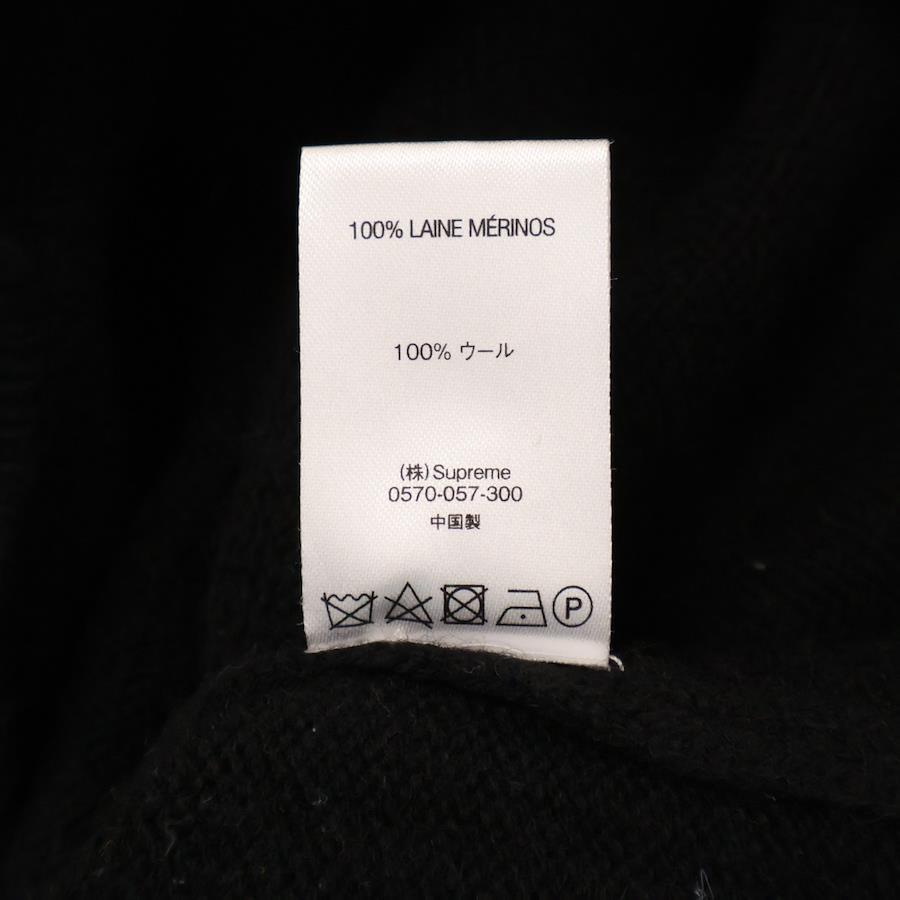 100% LAINE MÉRINOS
100% ウール
(株)Supreme
0570-057-300
中国製
P